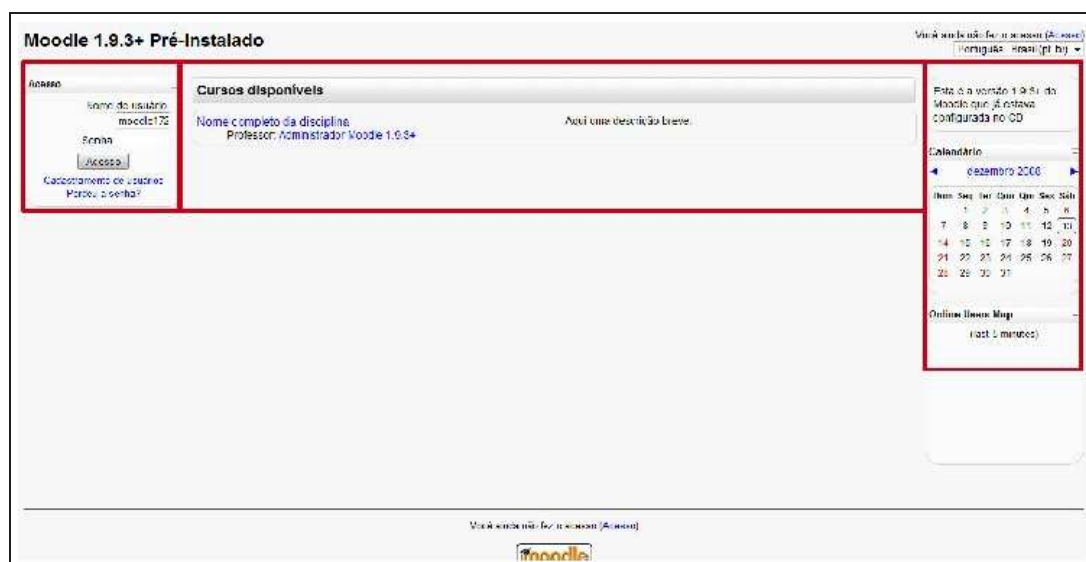 Moodle 1.9.3+ Pré-Instalado
Você ainda não fez o acesso (Acesso)
Português - Brasil (pt_br)
Acesso
Nome de usuário
moodle172
Senha
Acesso
Cadastramento de usuários
Perdeu a senha?
Cursos disponíveis
Nome completo da disciplina
Professor: Administrador Moodle 1.9.3+
Aqui uma descrição breve.
Esta é a versão 1.9.3+ do
Moodle que já estava
configurada no CD
Calendário
dezembro 2008
Dom Seg Ter Qua Qui Sex Sáb
1 2 3 4 5 6
7 8 9 10 11 12 13
14 15 16 17 18 19 20
21 22 23 24 25 26 27
28 29 30 31
Online Users Map
(last 5 minutes)
Você ainda não fez o acesso (Acesso)
moodle